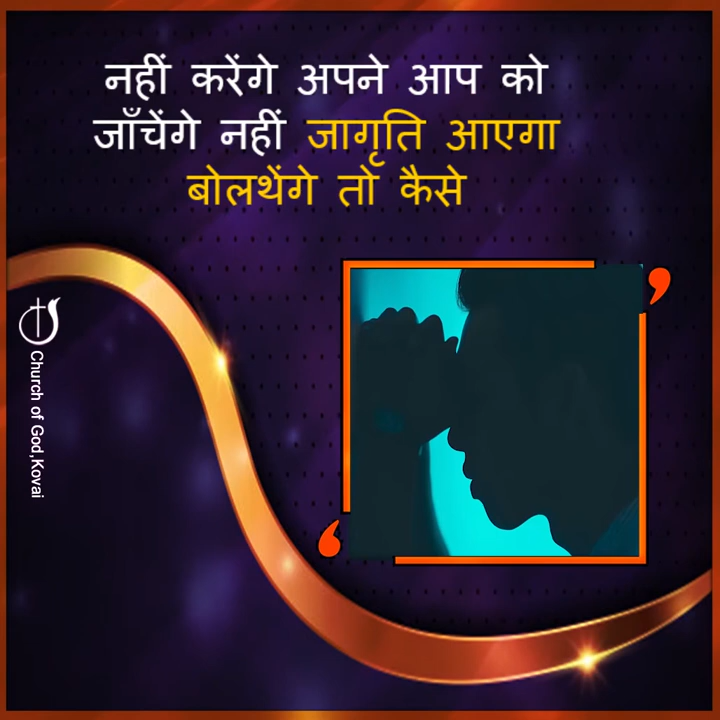 नहीं करेंगे अपने आप को
जाँचेंगे नहीं जागृति आएगा
बोलथेंगे तो कैसे
Church of God,Kovai